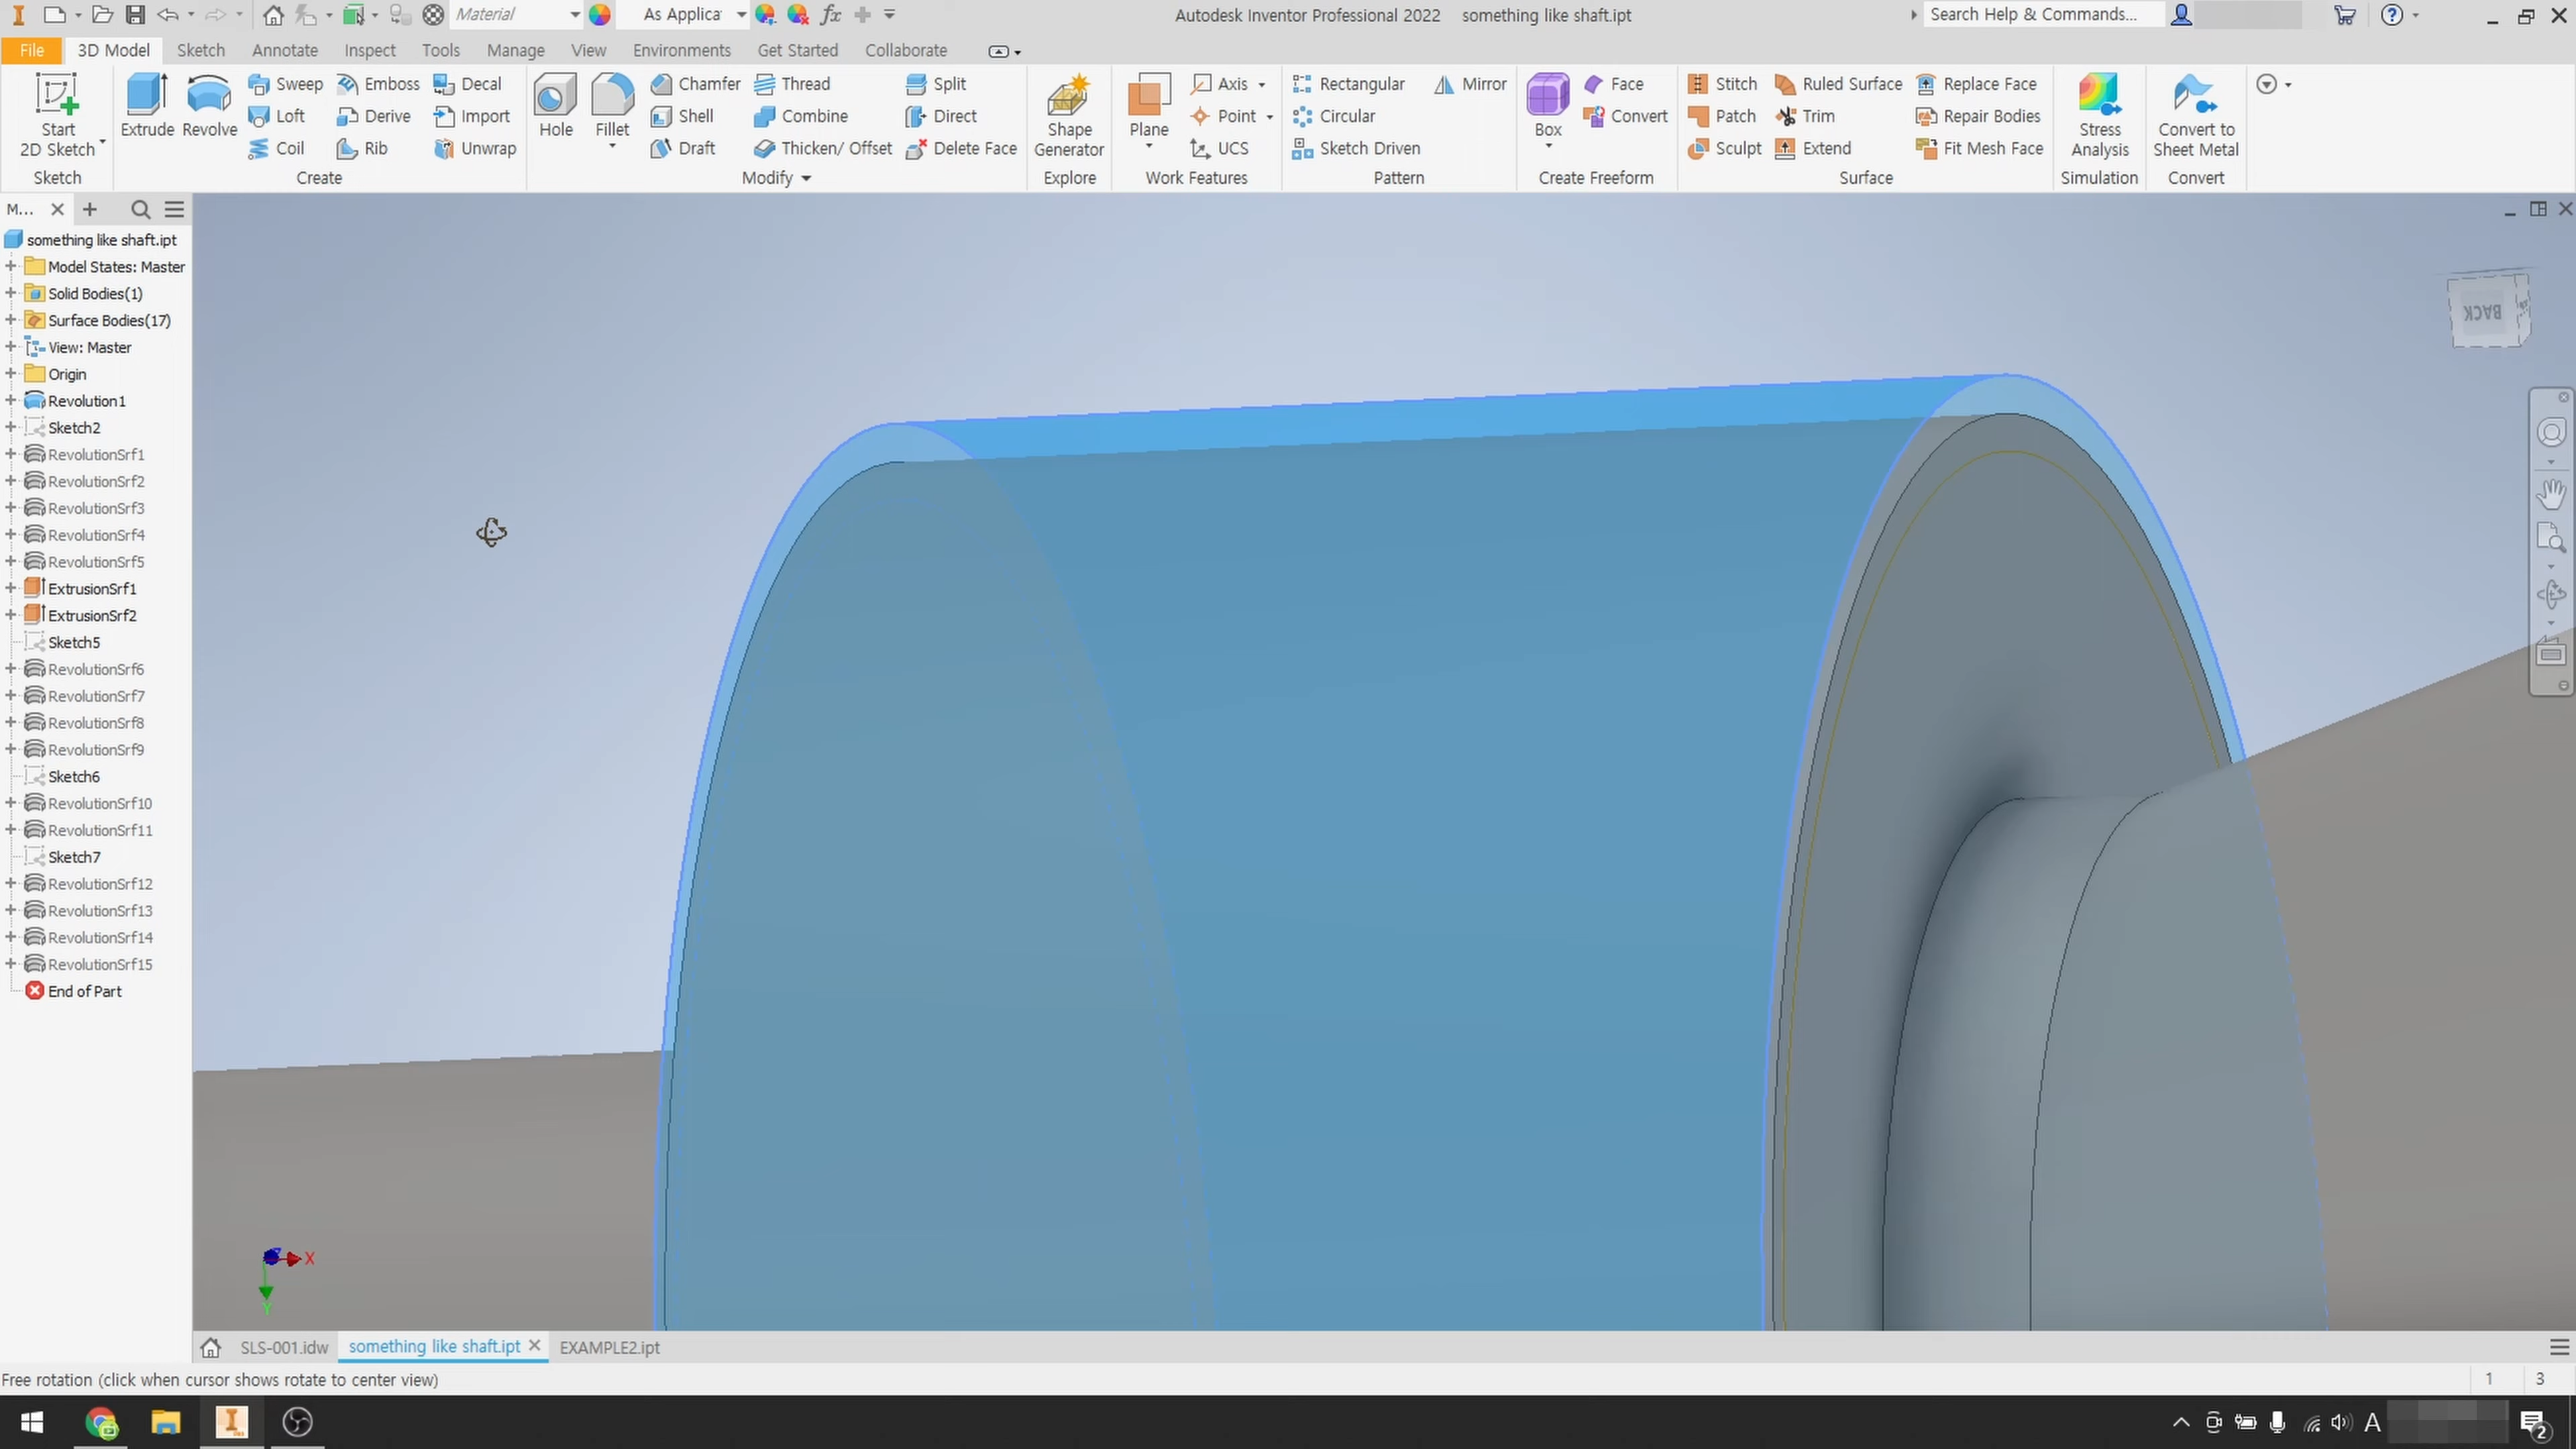 Material
As Applica
fx
Autodesk Inventor Professional 2022 something like shaft.ipt
Search Help & Commands...
File 3D Model Sketch Annotate Inspect Tools Manage View Environments Get Started Collaborate
Start
2D Sketch
Sketch
Extrude
Revolve
Sweep
Loft
Coil
Emboss
Derive
Rib
Decal
Import
Unwrap
Create
Hole
Fillet
Chamfer
Shell
Draft
Thread
Combine
Thicken/ Offset
Split
Direct
Delete Face
Modify
Shape
Generator
Explore
Plane
Axis
Point
UCS
Work Features
Rectangular
Circular
Sketch Driven
Mirror
Pattern
Box
Face
Convert
Create Freeform
Stitch
Patch
Sculpt
Ruled Surface
Trim
Extend
Replace Face
Repair Bodies
Fit Mesh Face
Surface
Stress
Analysis
Simulation
Convert to
Sheet Metal
Convert
M...
something like shaft.ipt
Model States: Master
Solid Bodies(1)
Surface Bodies(17)
View: Master
Origin
Revolution1
Sketch2
RevolutionSrf1
RevolutionSrf2
RevolutionSrf3
RevolutionSrf4
RevolutionSrf5
ExtrusionSrf1
ExtrusionSrf2
Sketch5
RevolutionSrf6
RevolutionSrf7
RevolutionSrf8
RevolutionSrf9
Sketch6
RevolutionSrf10
RevolutionSrf11
Sketch7
RevolutionSrf12
RevolutionSrf13
RevolutionSrf14
RevolutionSrf15
End of Part
BACK
X
Y
SLS-001.idw something like shaft.ipt EXAMPLE2.ipt
Free rotation (click when cursor shows rotate to center view)
1 3
A
2